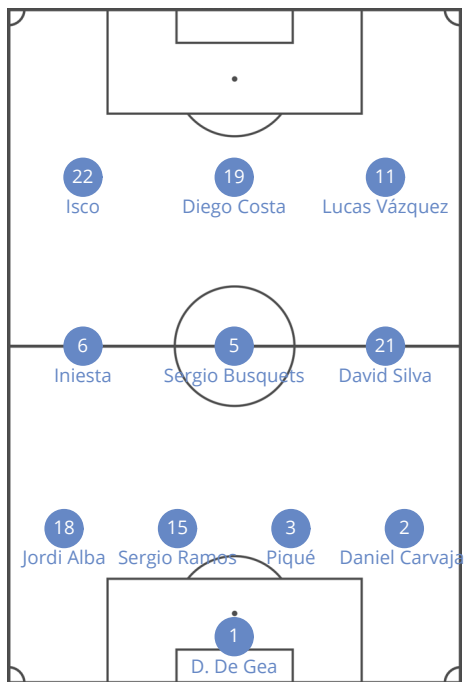 22
19
11
Isco
Diego Costa
Lucas Vázquez
6
5
21
Iniesta
Sergio Busquets
David Silva
18
15
3
2
Jordi Alba
Sergio Ramos
Piqué
Daniel Carvaja
1
D. De Gea